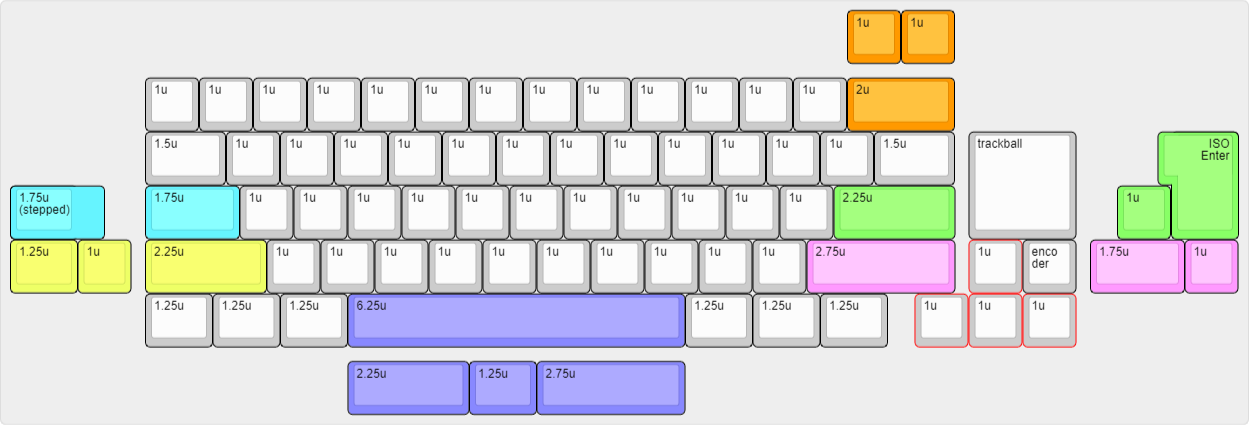 1u 1u
1u 1u 1u 1u 1u 1u 1u 1u 1u 1u 1u 1u 1u 2u
1.5u 1u 1u 1u 1u 1u 1u 1u 1u 1u 1u 1u 1u 1.5u trackball ISO
Enter
1.75u 1.75u 1u 1u 1u 1u 1u 1u 1u 1u 1u 1u 1u 2.25u 1u
(stepped)
1.25u 1u 2.25u 1u 1u 1u 1u 1u 1u 1u 1u 1u 1u 2.75u 1u enco 1.75u 1u
der
1.25u 1.25u 1.25u 6.25u 1.25u 1.25u 1.25u 1u 1u 1u
2.25u 1.25u 2.75u